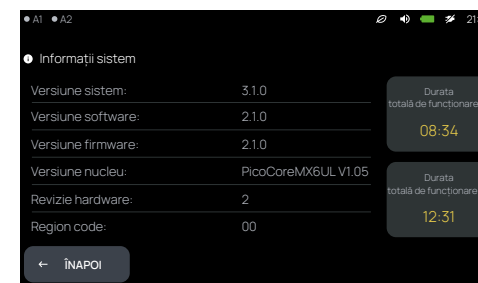 A1 A2 21:
Informații sistem
Versiune sistem: 3.1.0
Versiune software: 2.1.0
Versiune firmware: 2.1.0
Versiune nucleu: PicoCoreMX6UL V1.05
Revizie hardware: 2
Region code: 00
Durata
totală de funcționare
08:34
Durata
totală de funcționare
12:31
← ÎNAPOI